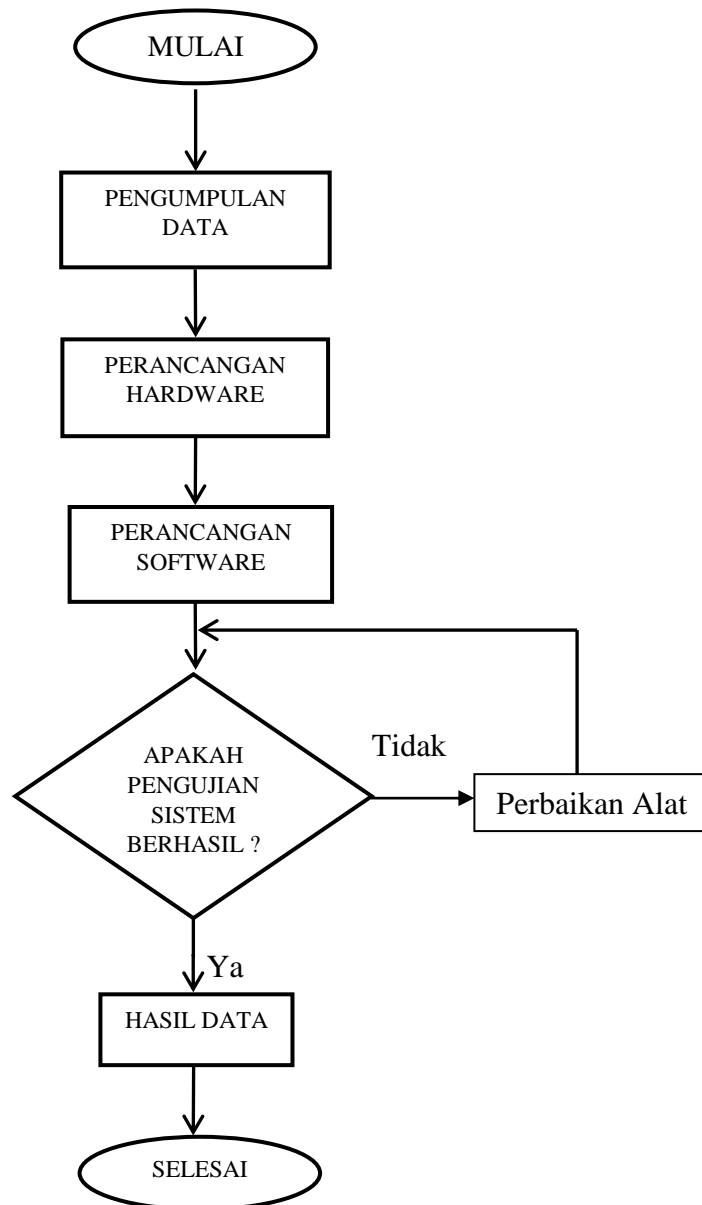 MULAI
PENGUMPULAN
DATA
PERANCANGAN
HARDWARE
PERANCANGAN
SOFTWARE
APAKAH
PENGUJIAN
SISTEM
BERHASIL ?
Tidak
Perbaikan Alat
Ya
HASIL DATA
SELESAI